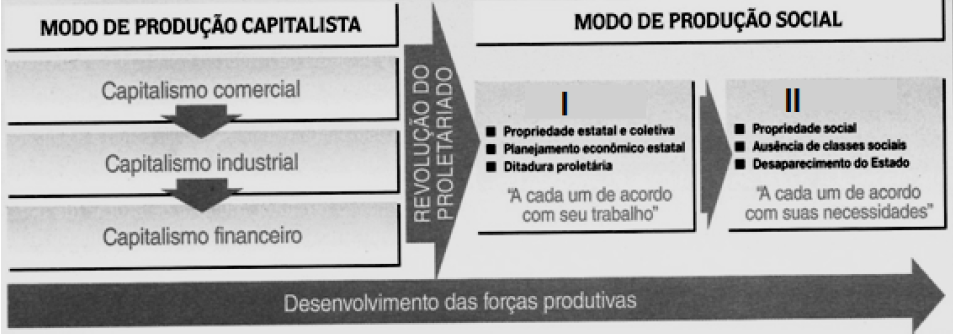 MODO DE PRODUÇÃO CAPITALISTA
Capitalismo comercial
Capitalismo industrial
Capitalismo financeiro
REVOLUÇÃO DO
PROLETARIADO
MODO DE PRODUÇÃO SOCIAL
I
■ Propriedade estatal e coletiva
■ Planejamento econômico estatal
■ Ditadura proletária
"A cada um de acordo
com seu trabalho"
II
■ Propriedade social
■ Ausência de classes sociais
■ Desaparecimento do Estado
"A cada um de acordo
com suas necessidades"
Desenvolvimento das forças produtivas